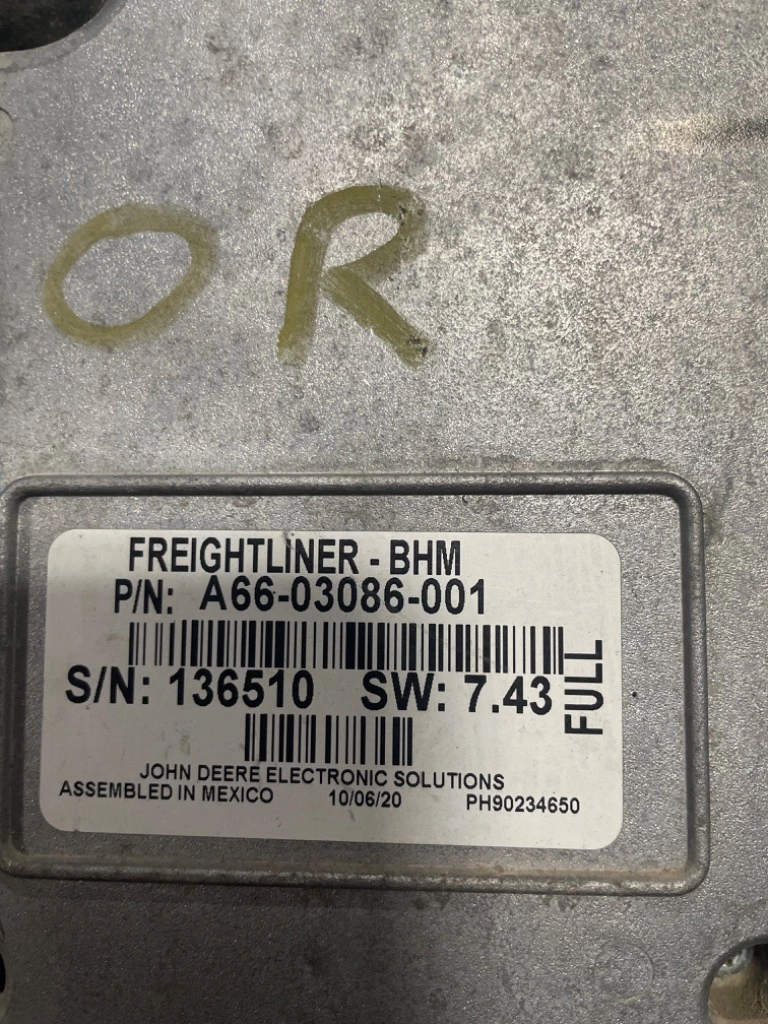 OR
FREIGHTLINER - BHM
P/N: A66-03086-001
S/N: 136510 SW: 7.43 FULL
JOHN DEERE ELECTRONIC SOLUTIONS
ASSEMBLED IN MEXICO 10/06/20 PH90234650